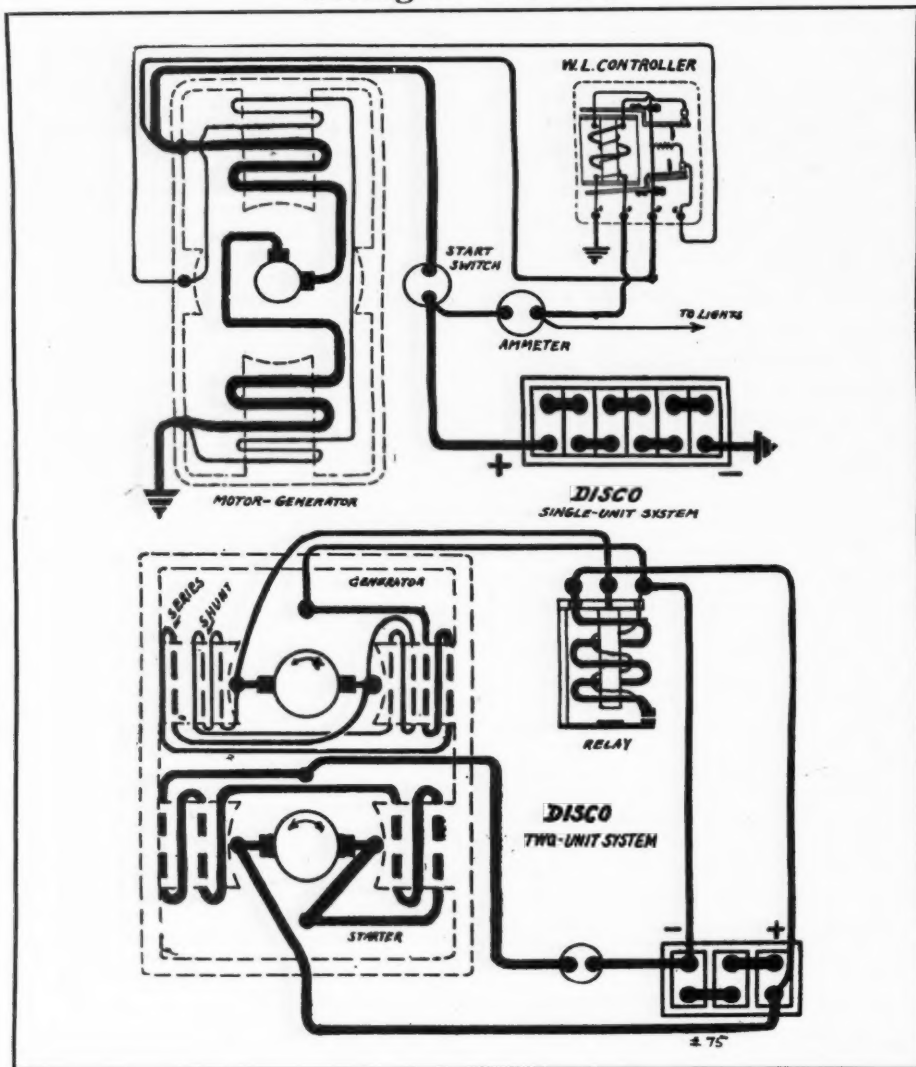 W.L. CONTROLLER
START
SWITCH
TO LIGHTS
AMMETER
+
-
MOTOR-GENERATOR
DISCO
SINGLE-UNIT SYSTEM
SERIES
SHUNT
GENERATOR
RELAY
DISCO
TWO-UNIT SYSTEM
STARTER
-
+
75